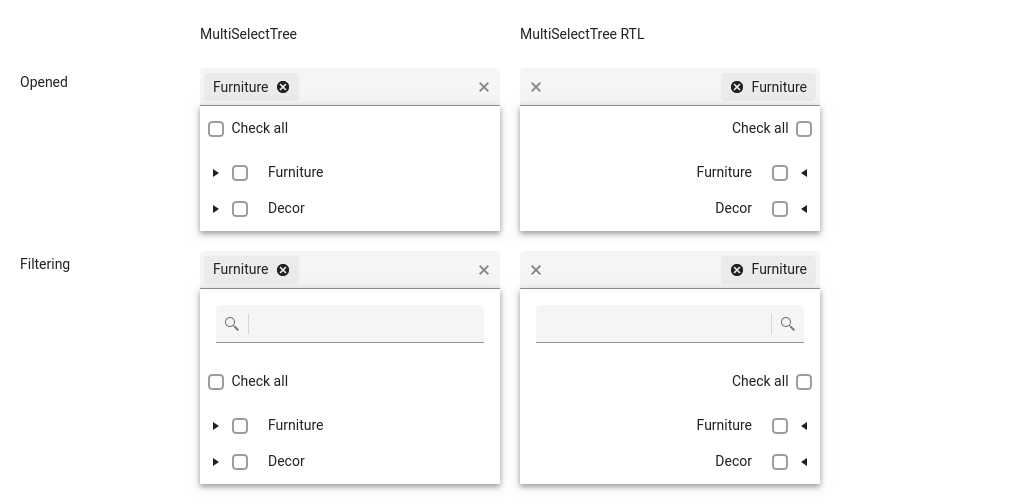 MultiSelectTree
MultiSelectTree RTL
Opened
Furniture
Furniture
Check all
Check all
Furniture
Furniture
Decor
Decor
Filtering
Furniture
Furniture
Check all
Check all
Furniture
Furniture
Decor
Decor